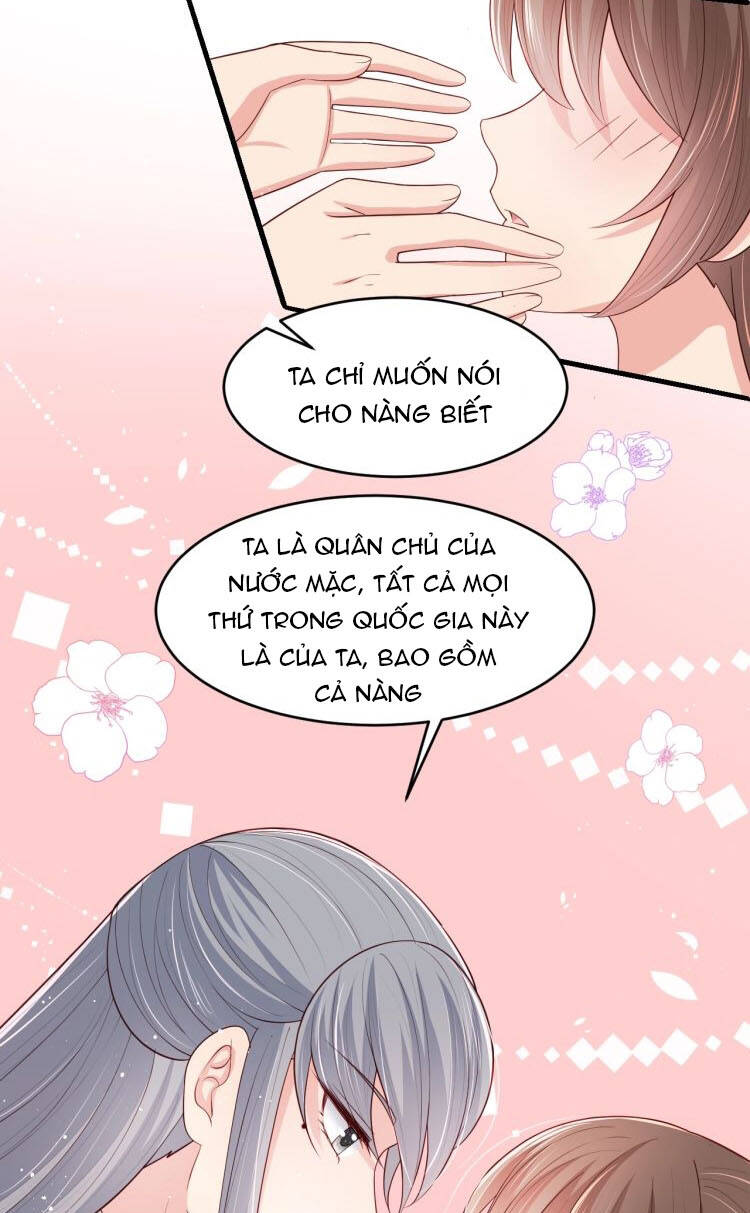 TA CHỈ MUỐN NÓI
CHO NÀNG BIẾT
TA LÀ QUÂN CHỦ CỦA
NƯỚC MẶC, TẤT CẢ MỌI
THỨ TRONG QUỐC GIA NÀY
LÀ CỦA TA, BAO GỒM
CẢ NÀNG